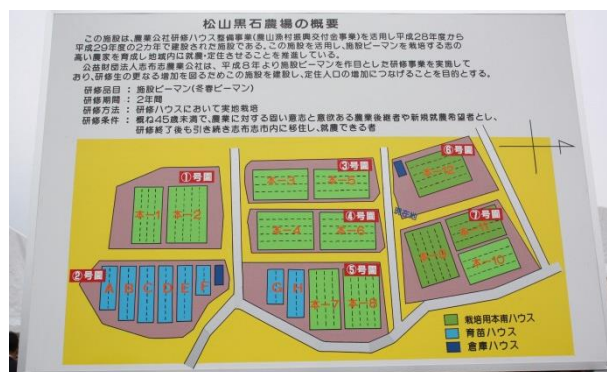 松山黒石農場の概要
この施設は、農業公社研修ハウス整備事業(農山漁村振興交付金事業)を活用し平成28年度から
平成29年度の2カ年で建設された施設である。この施設を活用し、施設ピーマンを栽培する志の
高い農家を育成し地域内に就農・定住させることを推進している。
公益財団法人志布志農業公社は、平成8年より施設ピーマンを作目とした研修事業を実施して
おり、研修生の更なる増加を図るためこの施設を建設し、定住人口の増加につなげることを目的とする。
研修品目：施設ピーマン(冬春ピーマン)
研修期間：2年間
研修方法：研修ハウスにおいて実地栽培
研修条件：概ね45歳未満で、農業に対する固い意志と意欲ある農業後継者や新規就農希望者とし、
研修終了後も引き続き志布志市内に移住し、就農できる者
①号園
本-1
本-2
②号園
A
B
C
D
E
F
③号園
本-3
本-5
④号園
本-4
本-6
⑤号園
G
H
本-7
本-8
⑥号園
本-12
現在地
⑦号園
本-9
本-11
本-10
栽培用本圃ハウス
育苗ハウス
倉庫ハウス